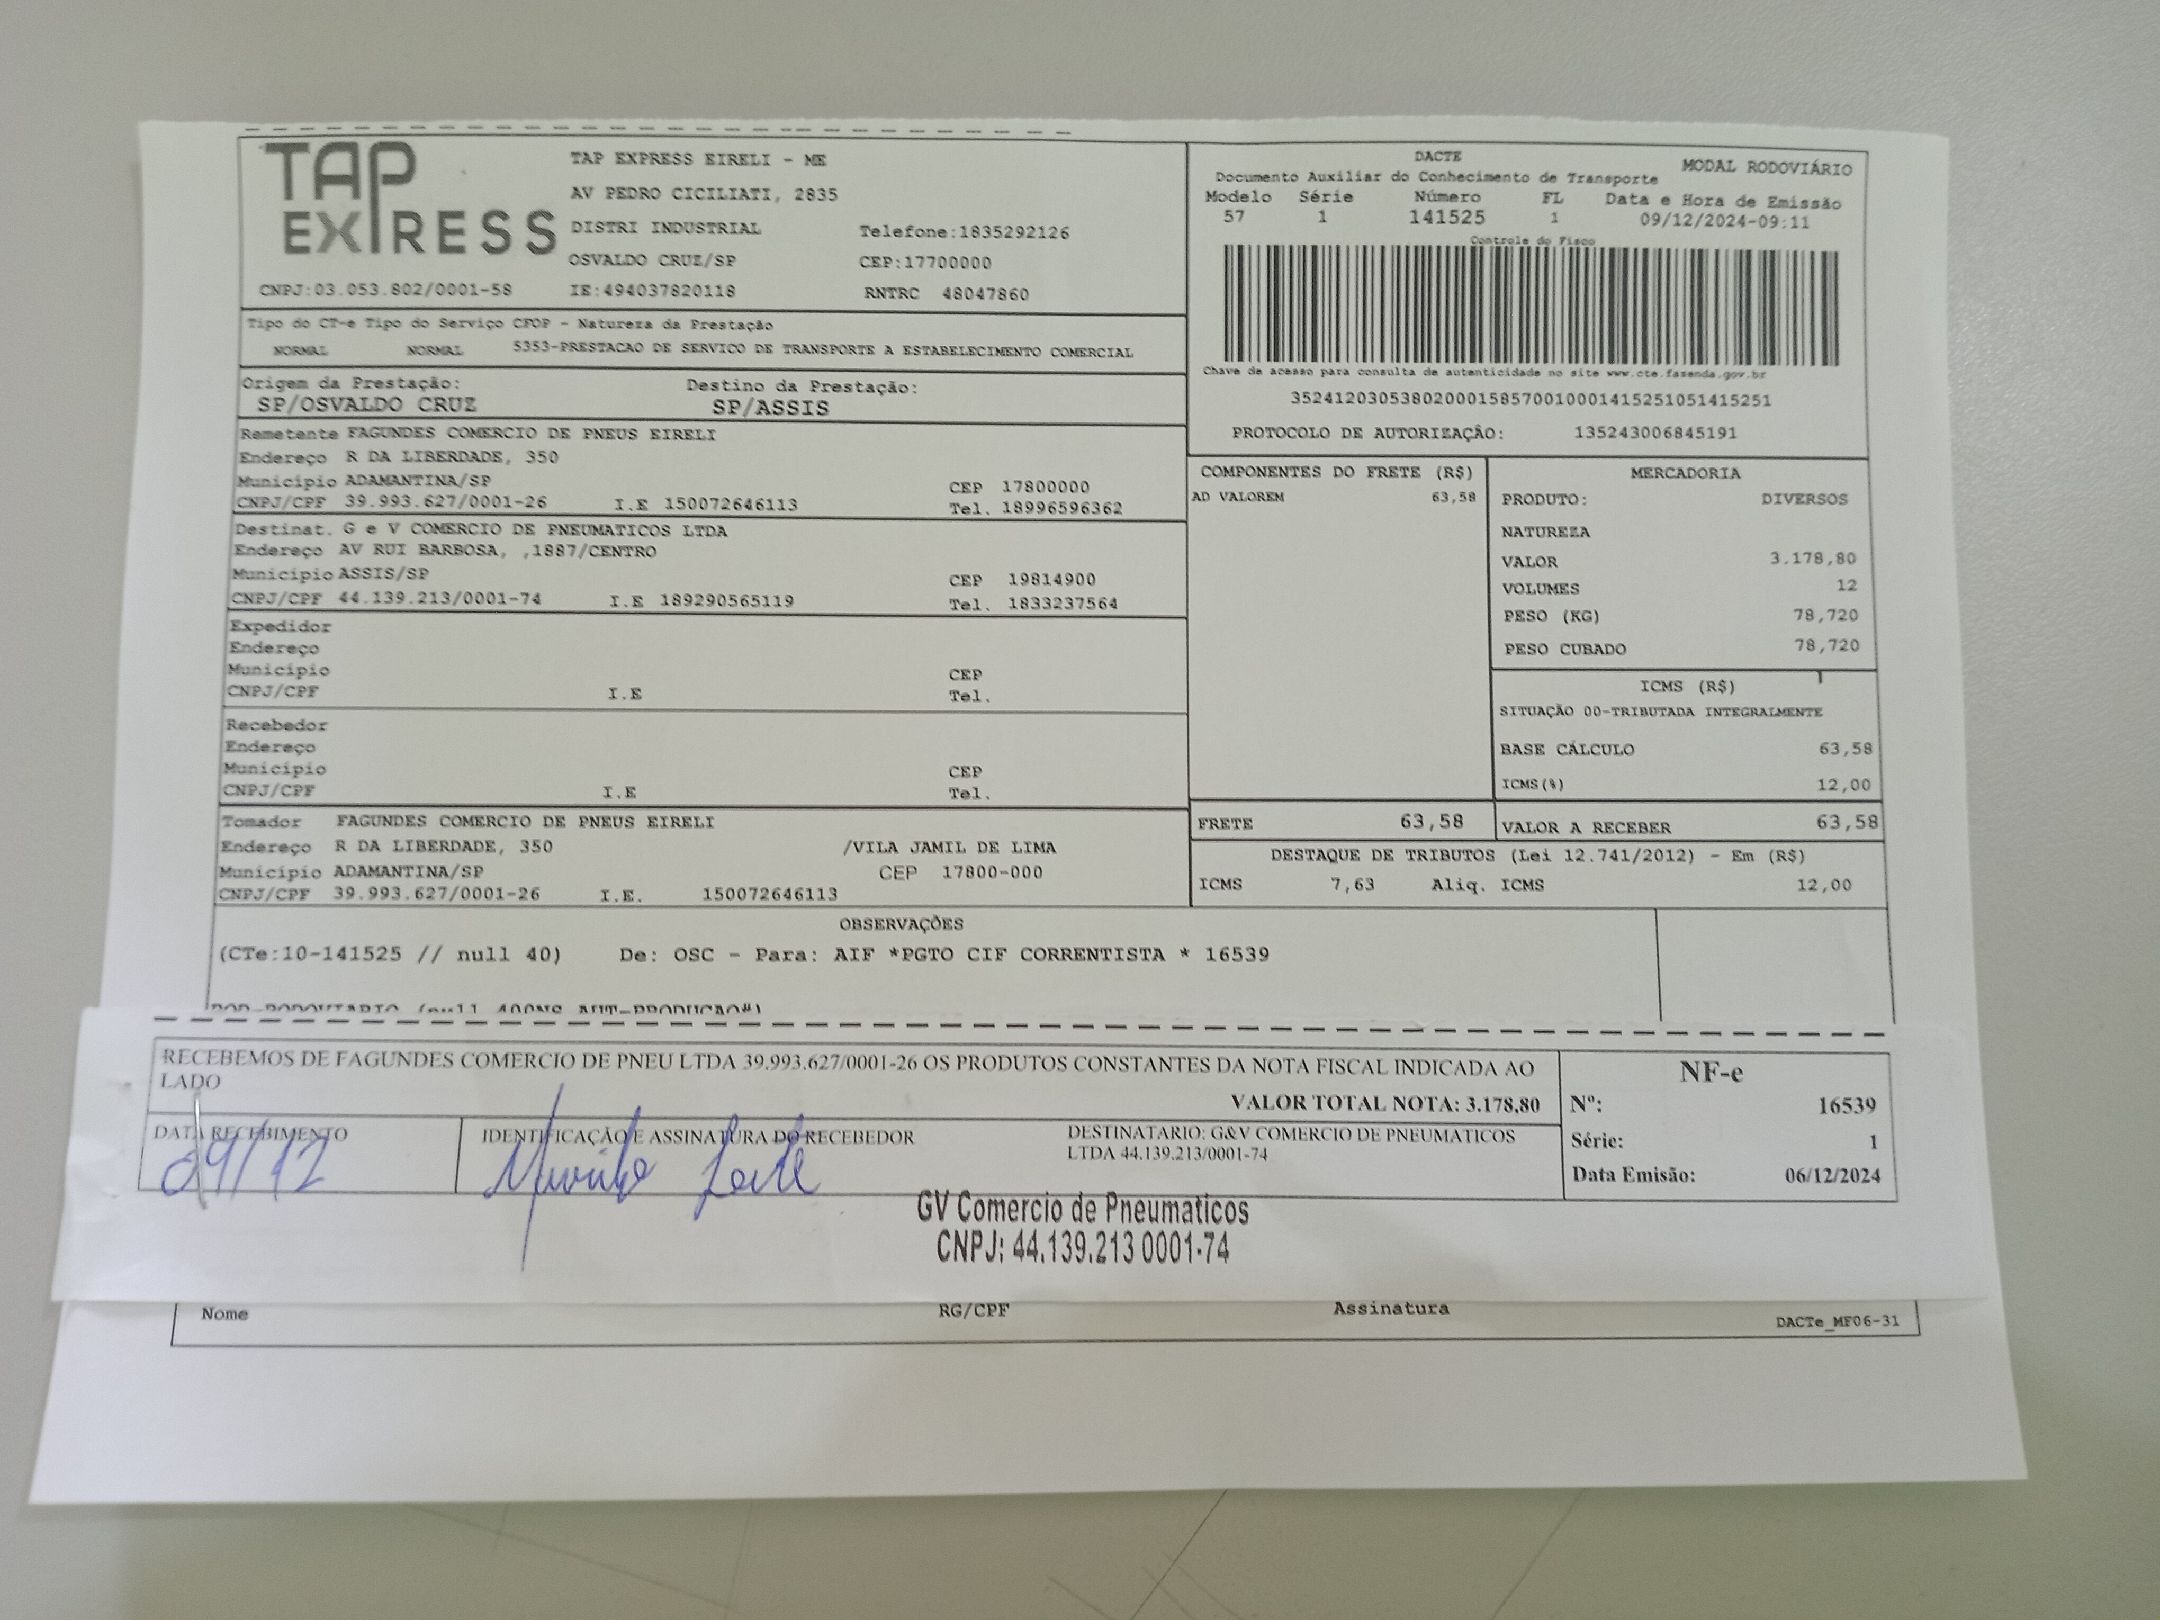 TAP EXPRESS
TAP EXPRESS EIRELI - ME
AV PEDRO CICILIATI, 2835
DISTRI INDUSTRIAL Telefone:1835292126
OSVALDO CRUZ/SP CEP:17700000
CNPJ:03.053.802/0001-58 IE:494037820118 RNTRC 48047860
Tipo do CT-e Tipo do Serviço CFOP - Natureza da Prestação
NORMAL NORMAL 5353-PRESTACAO DE SERVICO DE TRANSPORTE A ESTABELECIMENTO COMERCIAL
Origem da Prestação: Destino da Prestação:
SP/OSVALDO CRUZ SP/ASSIS
Remetente FAGUNDES COMERCIO DE PNEUS EIRELI
Endereço R DA LIBERDADE, 350
Município ADAMANTINA/SP CEP 17800000
CNPJ/CPF 39.993.627/0001-26 I.E 150072646113 Tel. 18996596362
Destinat. G e V COMERCIO DE PNEUMATICOS LTDA
Endereço AV RUI BARBOSA, ,1887/CENTRO
Município ASSIS/SP CEP 19814900
CNPJ/CPF 44.139.213/0001-74 I.E 189290565119 Tel. 1833237564
Expedidor
Endereço
Município CEP
CNPJ/CPF I.E Tel.
Recebedor
Endereço
Município CEP
CNPJ/CPF I.E Tel.
Tomador FAGUNDES COMERCIO DE PNEUS EIRELI
Endereço R DA LIBERDADE, 350 /VILA JAMIL DE LIMA
Município ADAMANTINA/SP CEP 17800-000
CNPJ/CPF 39.993.627/0001-26 I.E. 150072646113
DACTE MODAL RODOVIÁRIO
Documento Auxiliar do Conhecimento de Transporte
Modelo Série Número FL Data e Hora de Emissão
57 1 141525 1 09/12/2024-09:11
Controle do Fisco
Chave de acesso para consulta de autenticidade no site www.cte.fazenda.gov.br
35241203053802000158570010001415251051415251
PROTOCOLO DE AUTORIZAÇÃO: 135243006845191
COMPONENTES DO FRETE (R$)
AD VALOREM 63,58
MERCADORIA
PRODUTO: DIVERSOS
NATUREZA
VALOR 3.178,80
VOLUMES 12
PESO (KG) 78,720
PESO CUBADO 78,720
ICMS (R$)
SITUAÇÃO 00-TRIBUTADA INTEGRALMENTE
BASE CÁLCULO 63,58
ICMS(%) 12,00
FRETE 63,58 VALOR A RECEBER 63,58
DESTAQUE DE TRIBUTOS (Lei 12.741/2012) - Em (R$)
ICMS 7,63 Aliq. ICMS 12,00
OBSERVAÇÕES
(CTe:10-141525 // null 40) De: OSC - Para: AIF *PGTO CIF CORRENTISTA * 16539
RECEBEMOS DE FAGUNDES COMERCIO DE PNEU LTDA 39.993.627/0001-26 OS PRODUTOS CONSTANTES DA NOTA FISCAL INDICADA AO
LADO
VALOR TOTAL NOTA: 3.178,80
DATA RECEBIMENTO IDENTIFICAÇÃO E ASSINATURA DO RECEBEDOR
DESTINATARIO: G&V COMERCIO DE PNEUMATICOS
LTDA 44.139.213/0001-74
09/12
NF-e
Nº: 16539
Série: 1
Data Emissão: 06/12/2024
GV Comercio de Pneumaticos
CNPJ: 44.139.213 0001-74
Nome RG/CPF Assinatura
DACTe_MF06-31